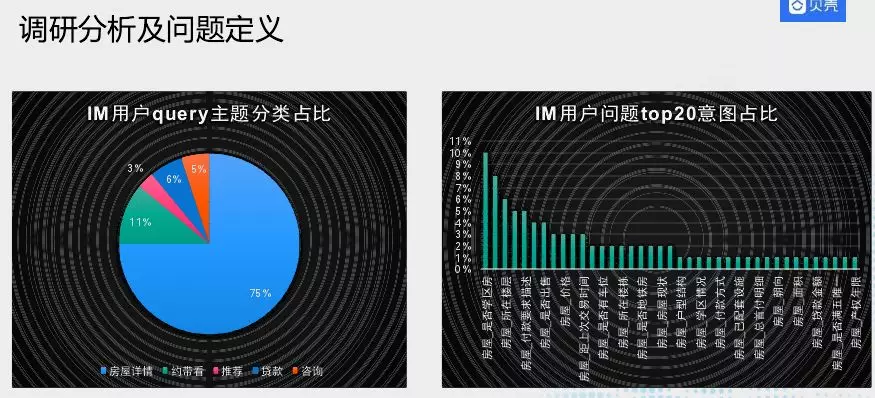 调研分析及问题定义
贝壳
IM用户query主题分类占比
3%
5%
6%
11%
75%
房屋详情 约带看 推荐 贷款 咨询
IM用户问题top20意图占比
11%
10%
9%
8%
7%
6%
5%
4%
3%
2%
1%
0%
房屋_是否学区房
房屋_所在楼层
房屋_付款要求描述
房屋_是否出售
房屋_价格
房屋_距上次交易时间
房屋_是否有车位
房屋_所在楼栋
房屋_是否地铁房
房屋_房屋现状
房屋_户型结构
房屋_学区情况
房屋_付款方式
房屋_已配套设施
房屋_总首付明细
房屋_朝向
房屋_面积
房屋_贷款金额
房屋_是否满五唯一
房屋_产权年限